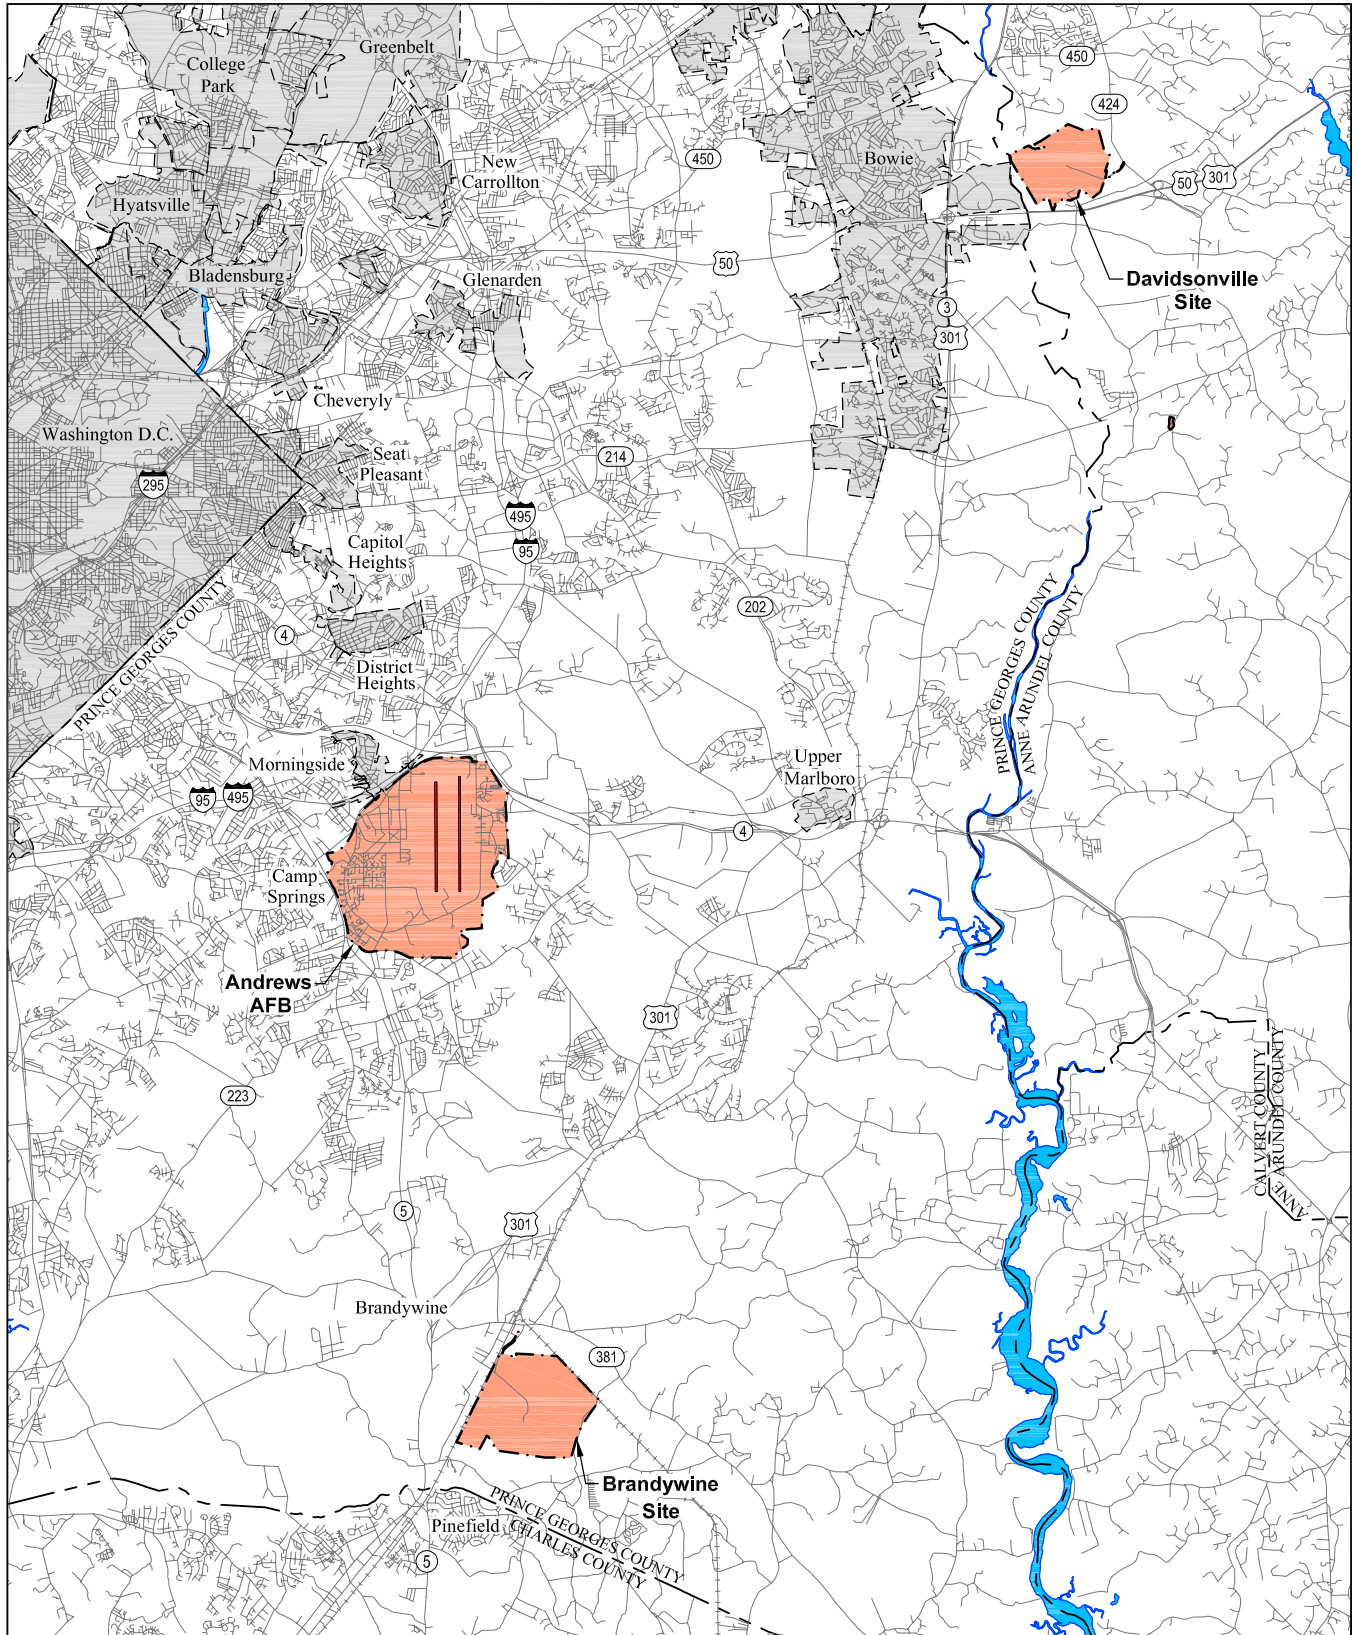 Greenbelt
College
Park
450
424
New
Carrollton
450
Bowie
50
301
Hyatsville
Bladensburg
50
Glenarden
Davidsonville
Site
3
301
Cheveryly
Washington D.C.
295
Seat
Pleasant
214
495
95
Capitol
Heights
202
4
PRINCE GEORGES COUNTY
PRINCE GEORGES COUNTY
ANNE ARUNDEL COUNTY
District
Heights
Morningside
95
495
Upper
Marlboro
4
Camp
Springs
Andrews
AFB
301
223
CALVERT COUNTY
ANNE ARUNDEL COUNTY
5
301
Brandywine
381
Brandywine
Site
PRINCE GEORGES COUNTY
CHARLES COUNTY
Pinefield
5